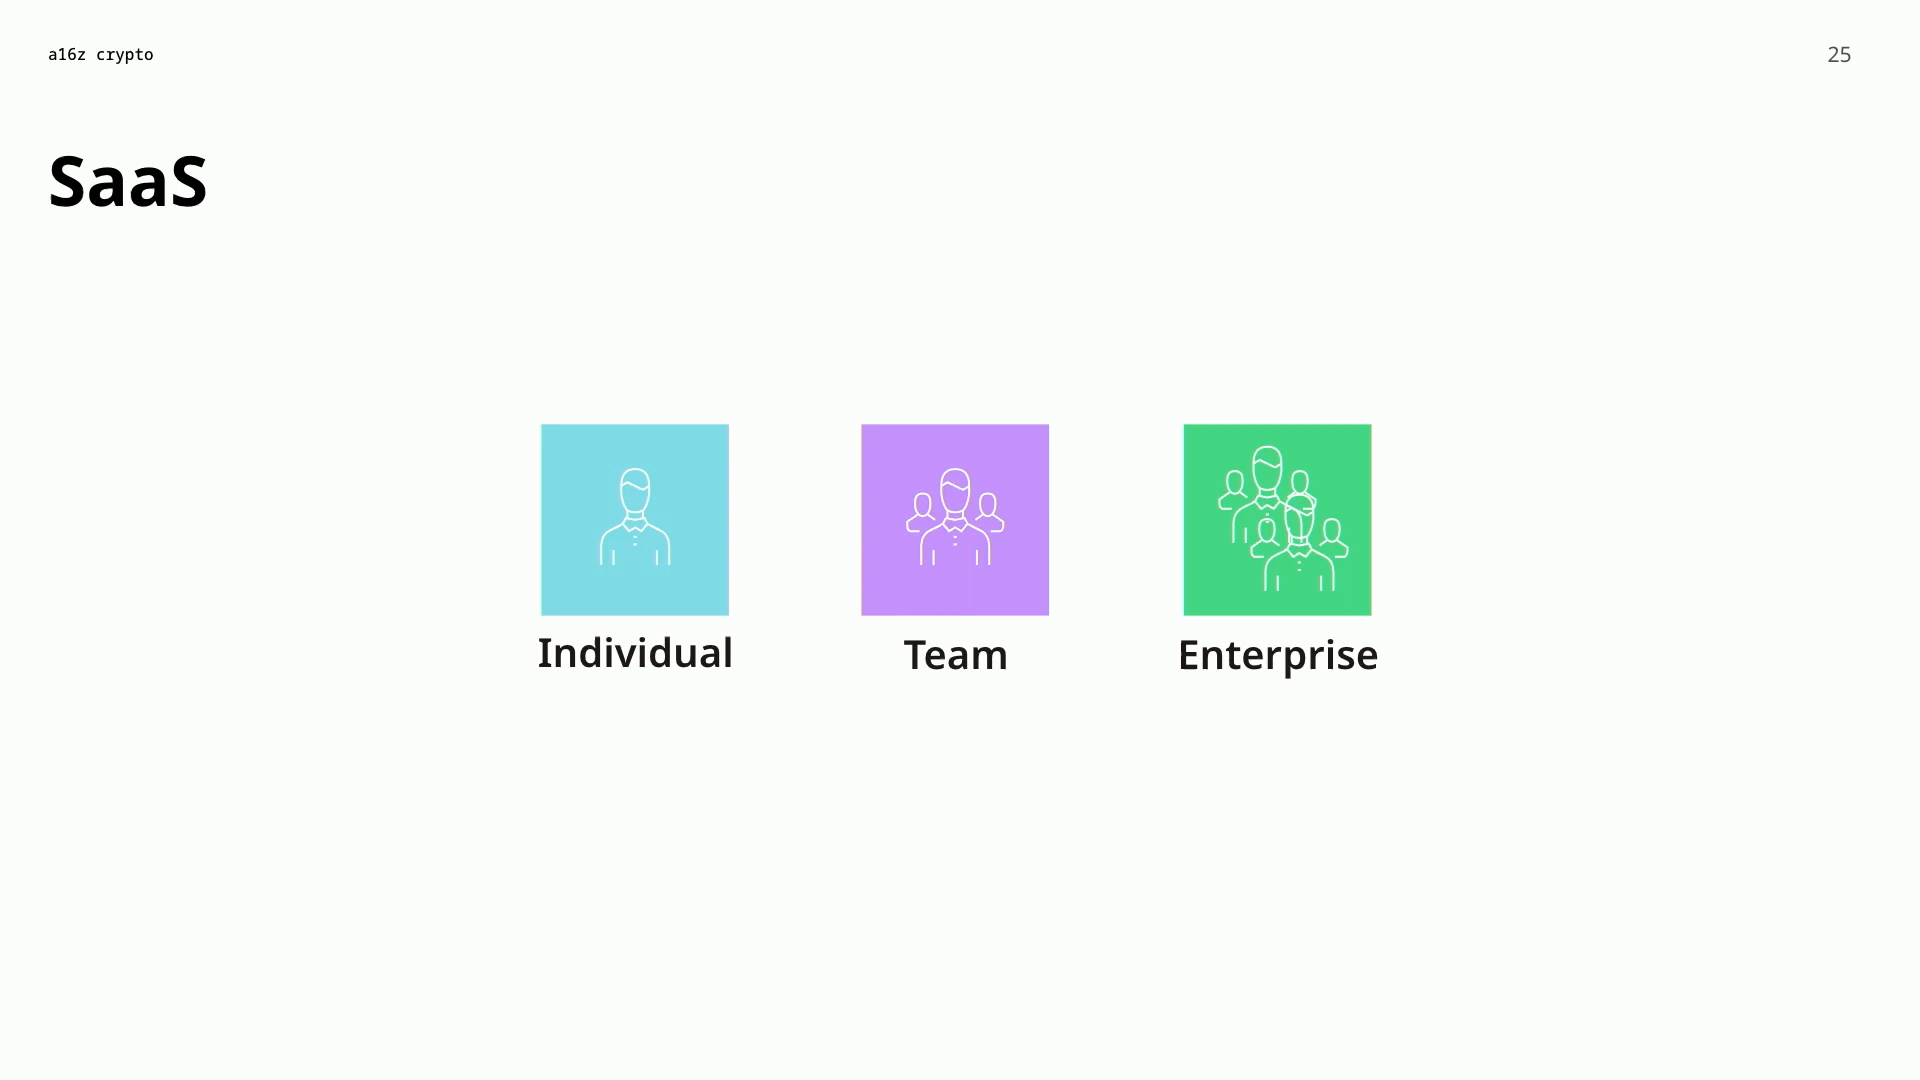 a16z crypto
25
SaaS
Individual
Team
Enterprise